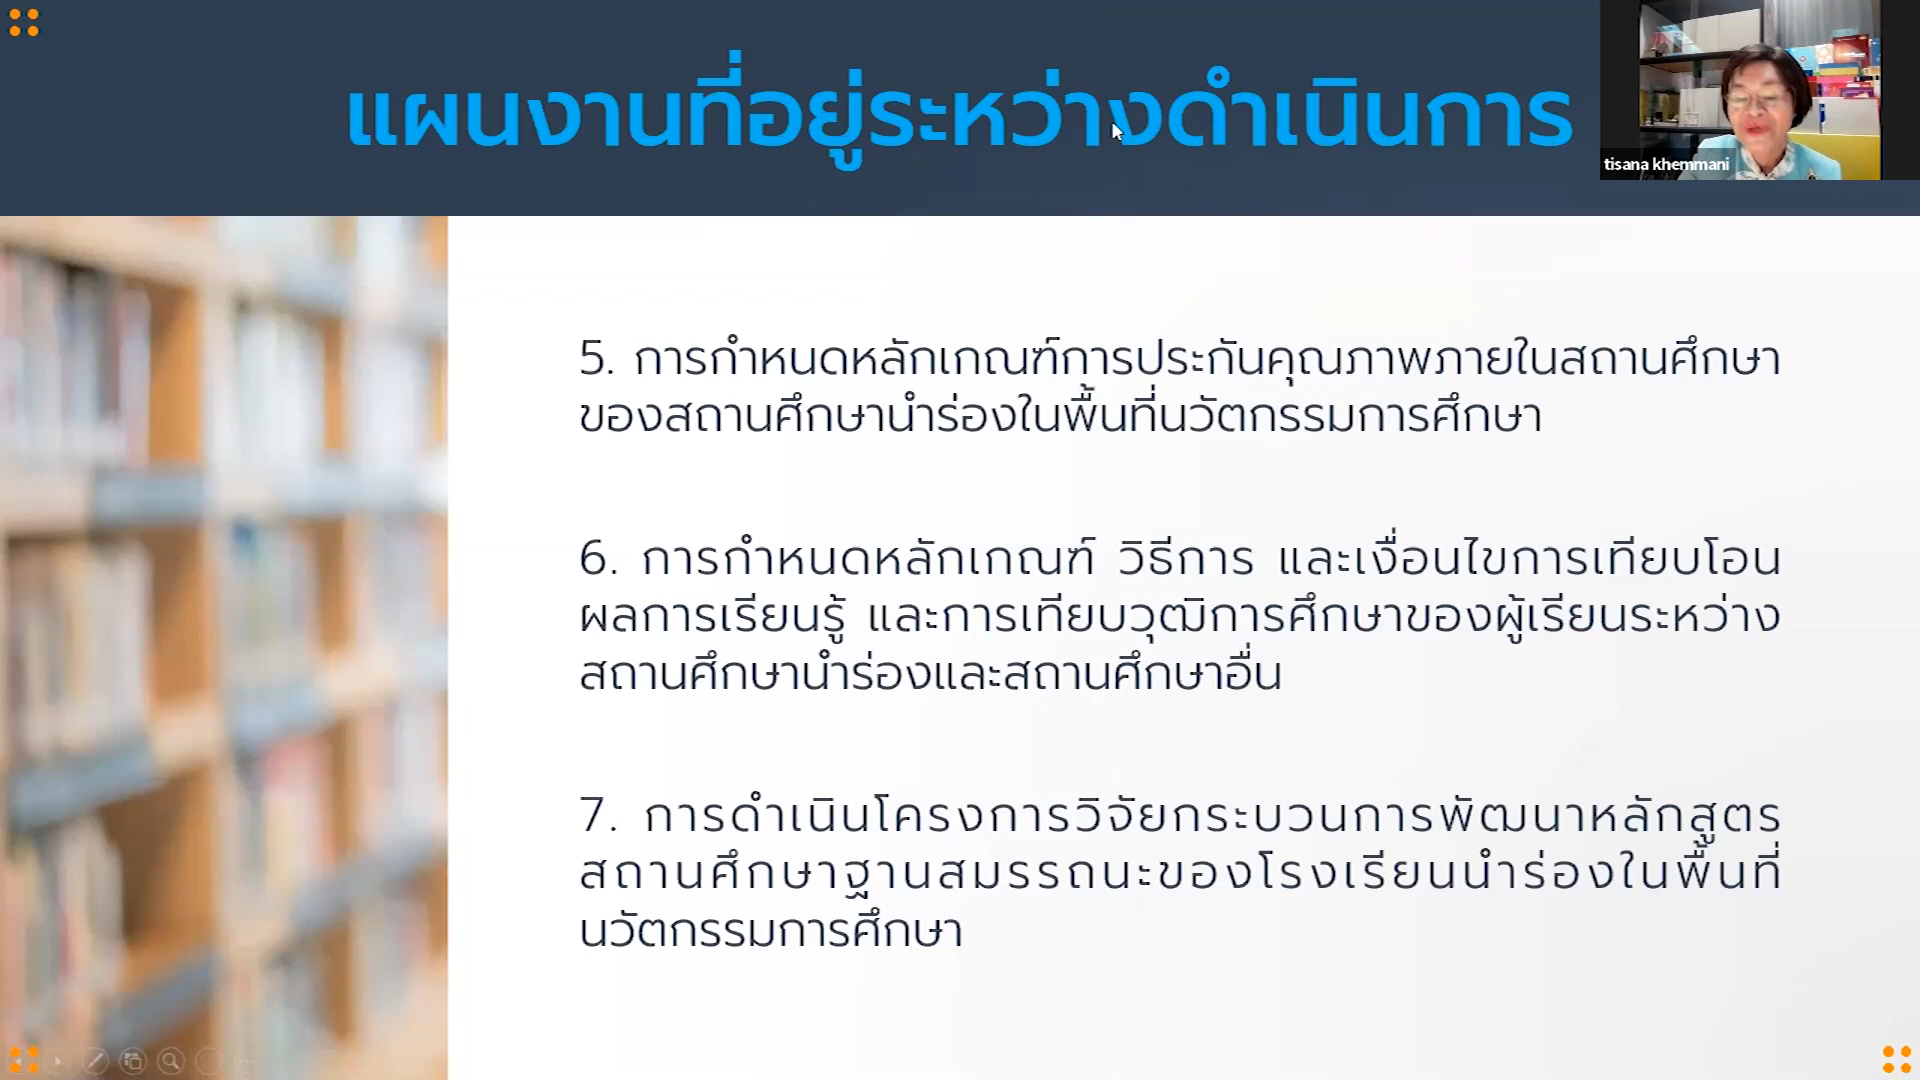 แผนงานที่อยู่ระหว่างดำเนินการ
tisana khemmani
5. การกำหนดหลักเกณฑ์การประกันคุณภาพภายในสถานศึกษา
ของสถานศึกษานำร่องในพื้นที่นวัตกรรมการศึกษา
6. การกำหนดหลักเกณฑ์ วิธีการ และเงื่อนไขการเทียบโอน
ผลการเรียนรู้ และการเทียบวุฒิการศึกษาของผู้เรียนระหว่าง
สถานศึกษานำร่องและสถานศึกษาอื่น
7. การดำเนินโครงการวิจัยกระบวนการพัฒนาหลักสูตร
สถานศึกษาฐานสมรรถนะของโรงเรียนนำร่องในพื้นที่
นวัตกรรมการศึกษา